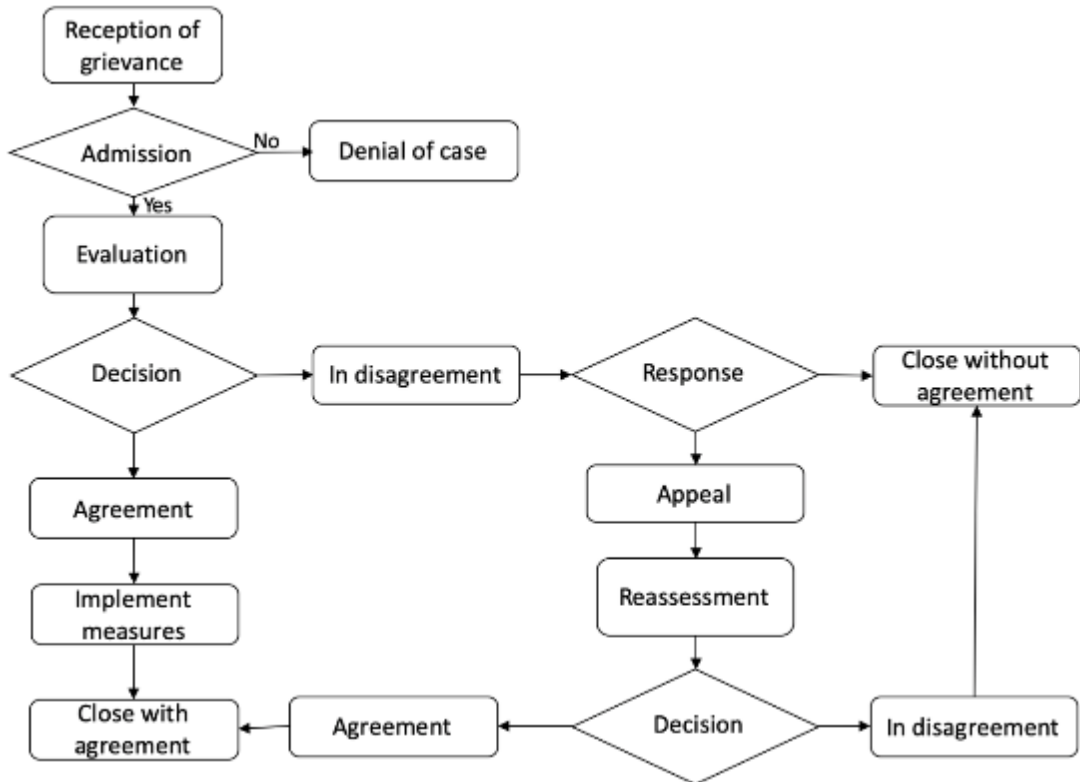 Reception of
grievance
Admission
No
Denial of case
Yes
Evaluation
Decision
In disagreement
Response
Close without
agreement
Agreement
Appeal
Implement
measures
Reassessment
Close with
agreement
Agreement
Decision
In disagreement